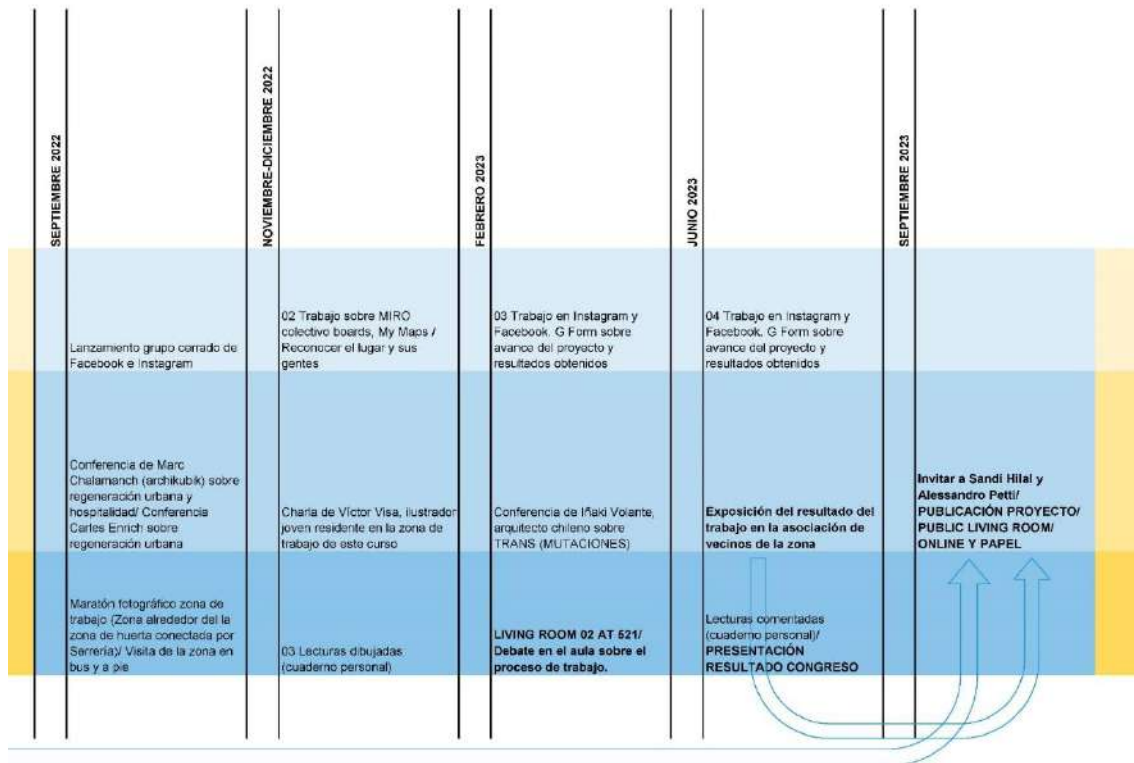 SEPTIEMBRE 2022
NOVIEMBRE-DICIEMBRE 2022
FEBRERO 2023
JUNIO 2023
SEPTIEMBRE 2023
Lanzamiento grupo cerrado de
Facebook e Instagram
02 Trabajo sobre MIRO
colectivo boards, My Maps /
Reconocer el lugar y sus
gentes
03 Trabajo en Instagram y
Facebook. G Form sobre
avance del proyecto y
resultados obtenidos
04 Trabajo en Instagram y
Facebook. G Form sobre
avance del proyecto y
resultados obtenidos
Conferencia de Marc
Chalamanch (archikubik) sobre
regeneración urbana y
hospitalidad/ Conferencia
Carles Enrich sobre
regeneración urbana
Charla de Víctor Visa, ilustrador
joven residente en la zona de
trabajo de este curso
Conferencia de Iñaki Volante,
arquitecto chileno sobre
TRANS (MUTACIONES)
Exposición del resultado del
trabajo en la asociación de
vecinos de la zona
Invitar a Sandi Hilal y
Alessandro Petti/
PUBLICACIÓN PROYECTO/
PUBLIC LIVING ROOM/
ONLINE Y PAPEL
Maratón fotográfico zona de
trabajo (Zona alrededor del la
zona de huerta conectada por
Serrería)/ Visita de la zona en
bus y a pie
03 Lecturas dibujadas
(cuaderno personal)
LIVING ROOM 02 AT 521/
Debate en el aula sobre el
proceso de trabajo.
Lecturas comentadas
(cuaderno personal)/
PRESENTACIÓN
RESULTADO CONGRESO